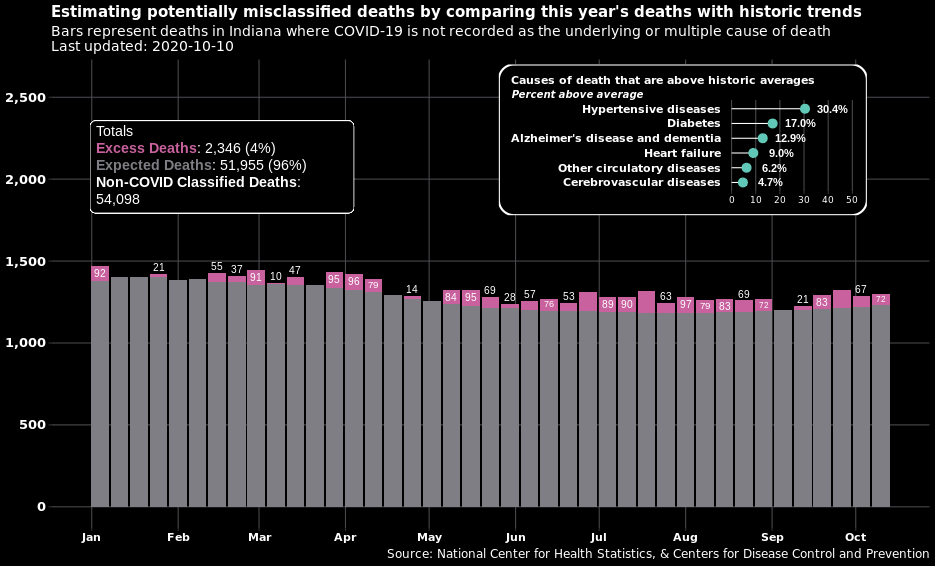 Estimating potentially misclassified deaths by comparing this year's deaths with historic trends
Bars represent deaths in Indiana where COVID-19 is not recorded as the underlying or multiple cause of death
Last updated: 2020-10-10
Causes of death that are above historic averages
Percent above average
Hypertensive diseases 30.4%
Diabetes 17.0%
Alzheimer's disease and dementia 12.9%
Heart failure 9.0%
Other circulatory diseases 6.2%
Cerebrovascular diseases 4.7%
0 10 20 30 40 50
Totals
Excess Deaths: 2,346 (4%)
Expected Deaths: 51,955 (96%)
Non-COVID Classified Deaths:
54,098
2,500
2,000
1,500
1,000
500
0
92 21 55 37 91 10 47 95 96 79 14 84 95 69 28 57 76 53 89 90 63 97 79 83 69 72 21 83 67 72
Jan Feb Mar Apr May Jun Jul Aug Sep Oct
Source: National Center for Health Statistics, & Centers for Disease Control and Prevention